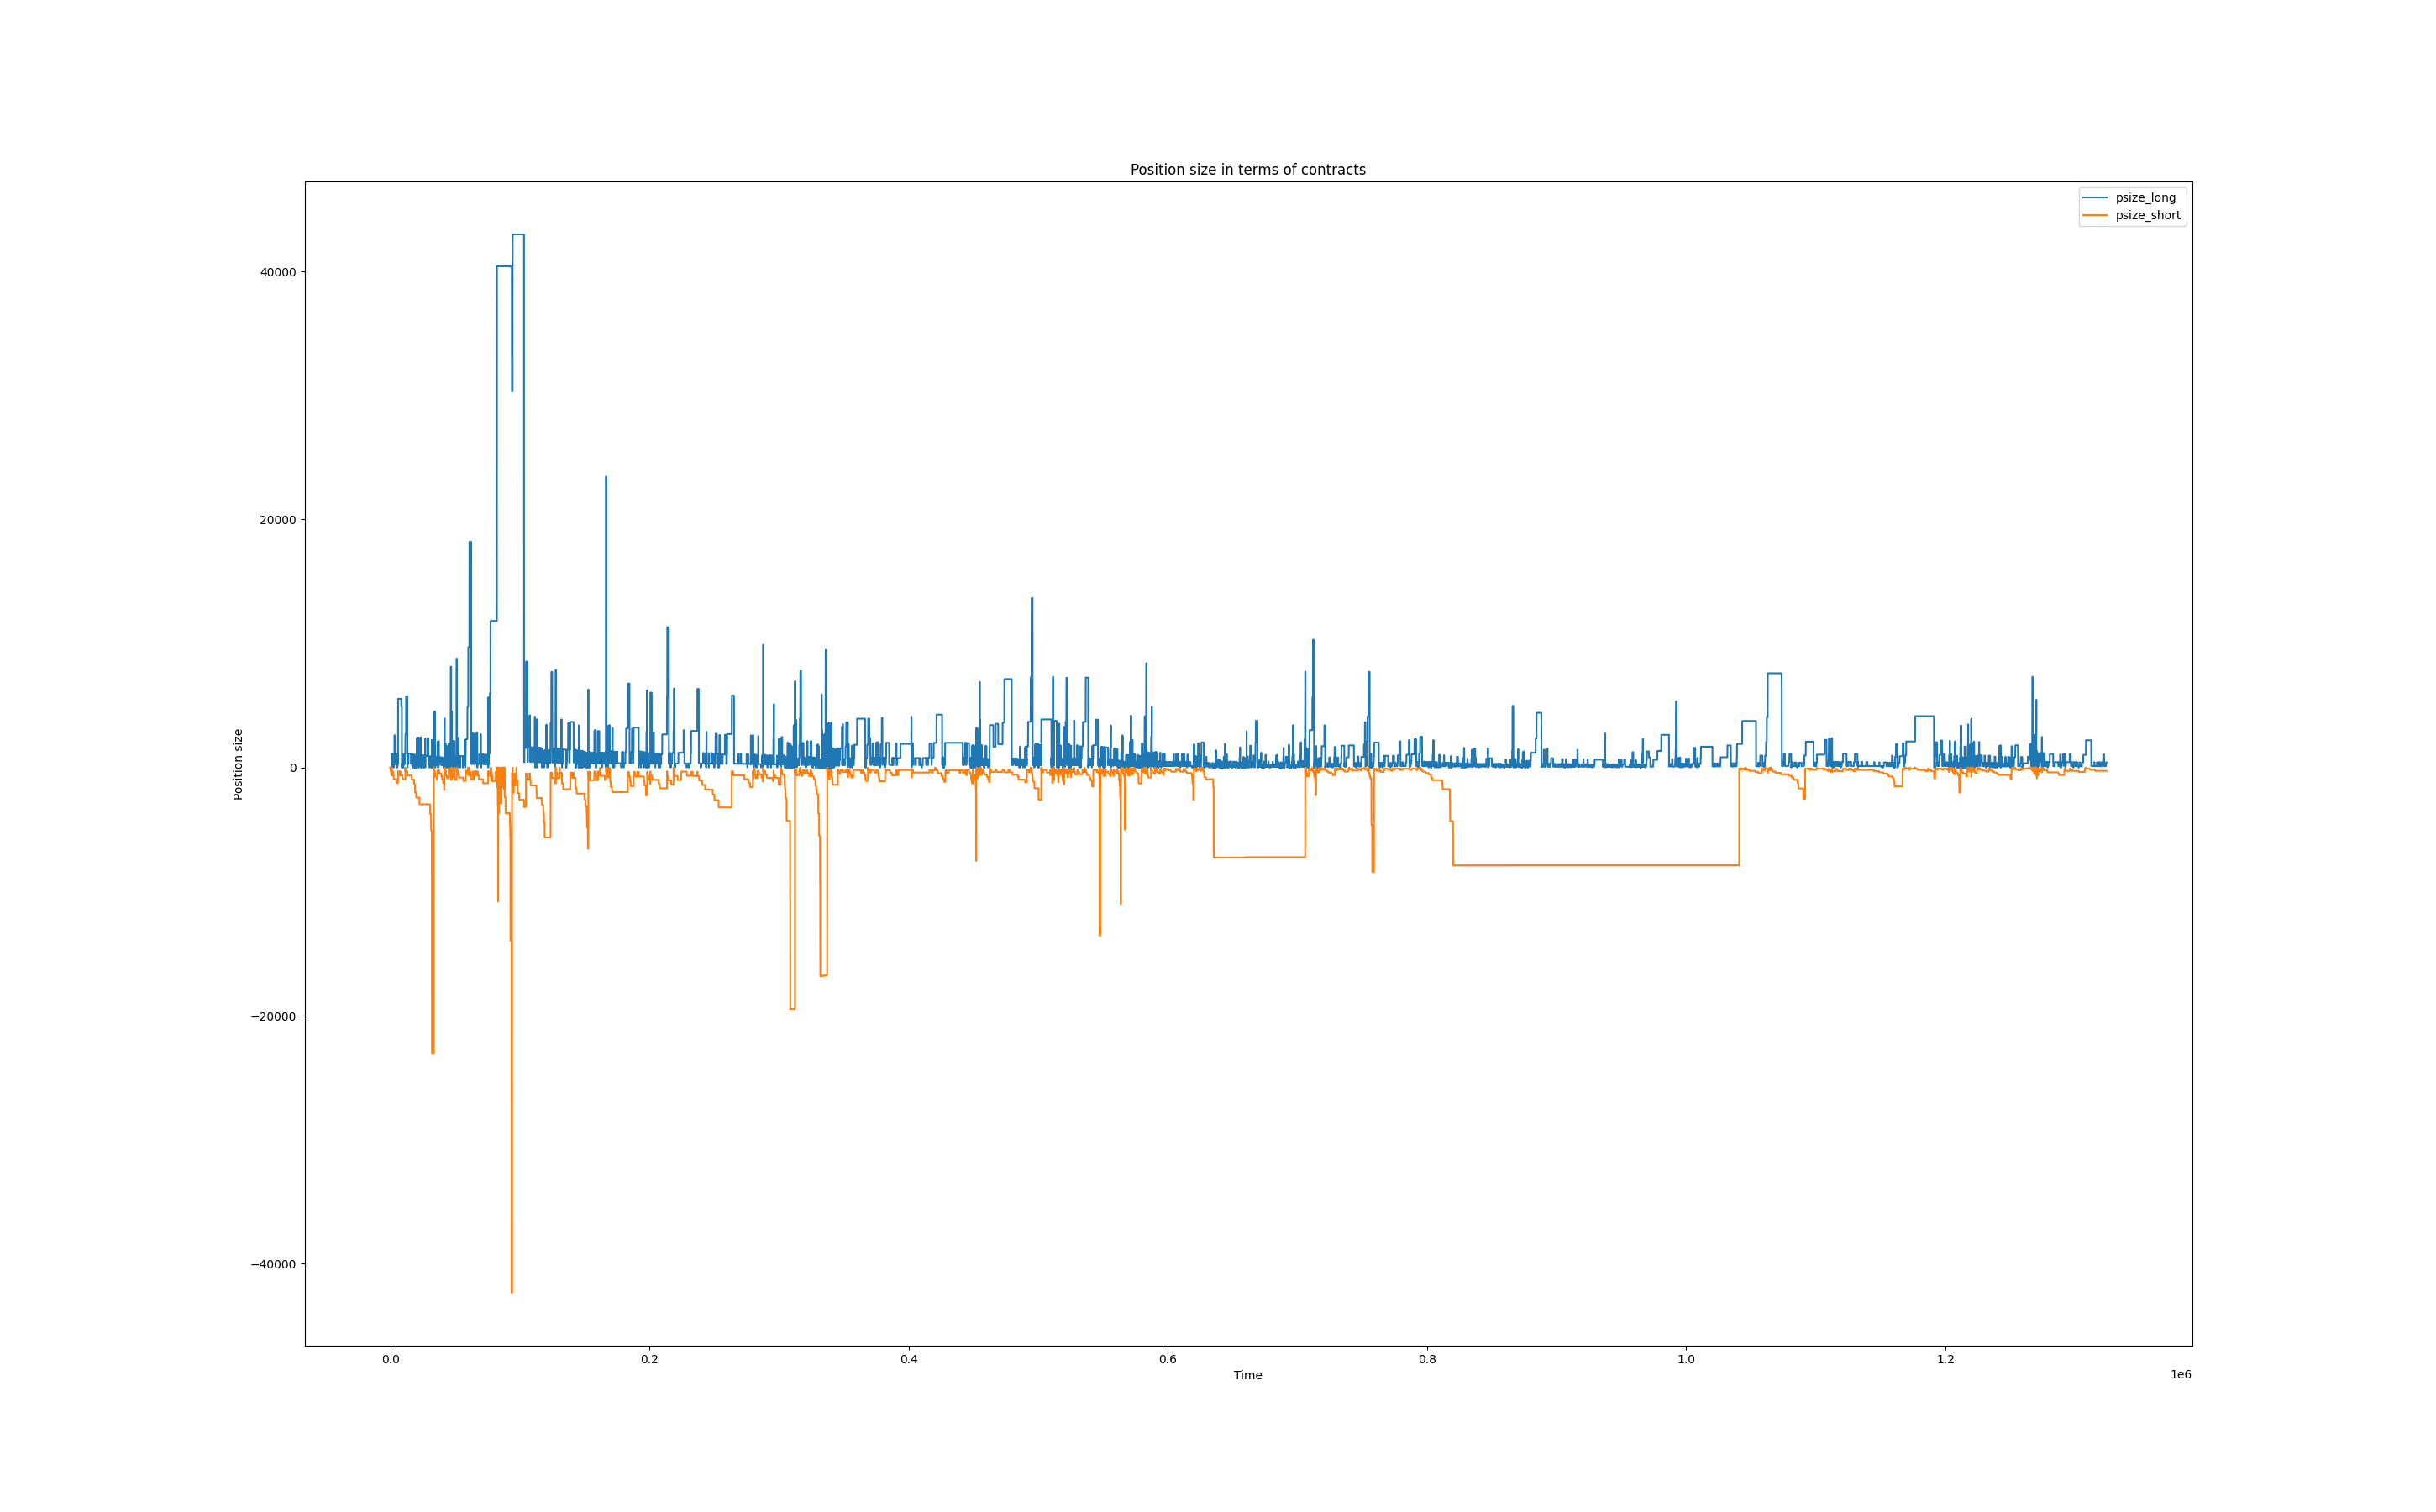 Position size in terms of contracts
psize_long
psize_short
40000
20000
0
−20000
−40000
Position size
0.0
0.2
0.4
0.6
0.8
1.0
1.2
1e6
Time